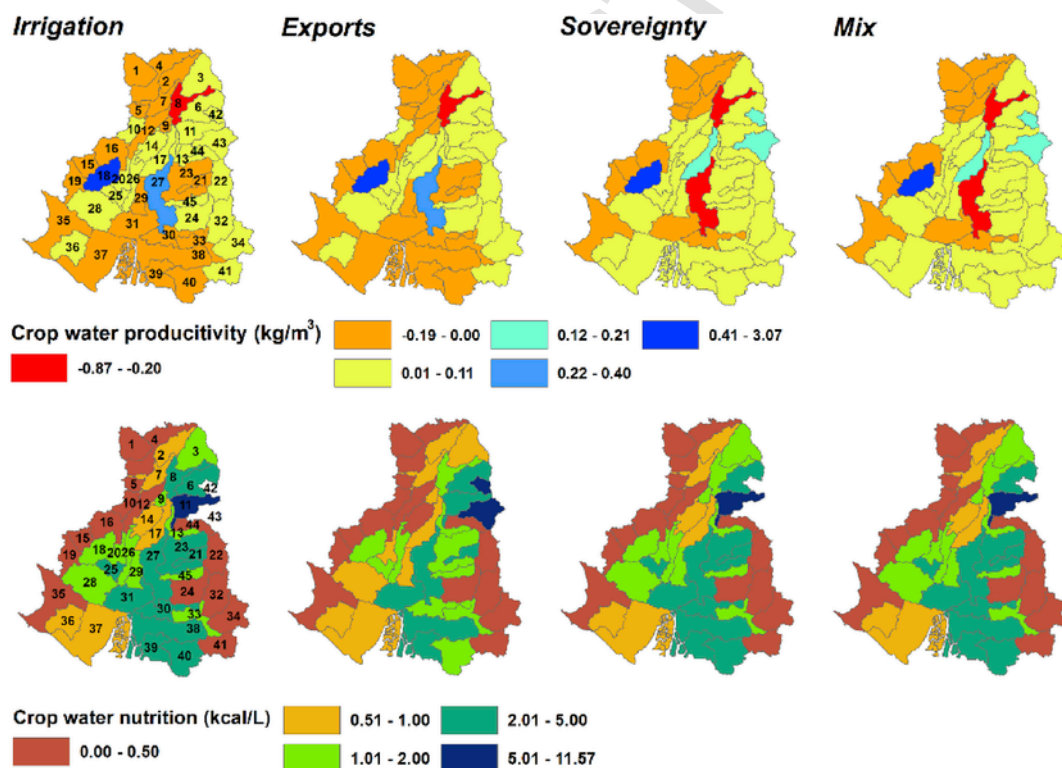 Irrigation Exports Sovereignty Mix
1 4 3
2
7 8
5 6 42
9
10 12 11
14 43
16 44
17 13
15 23
18 20 26 27 21 22
19
25 29 45
28 24
31 32
35 30
33 34
36 37 38
39 41
40
Crop water producitivity (kg/m³)
-0.19 - 0.00 0.12 - 0.21 0.41 - 3.07
-0.87 - -0.20 0.01 - 0.11 0.22 - 0.40
1 4
2 3
7 8
5 6 42
9
10 12 11
16 14 43
44
17 13
15 23
18 20 26 27 21 22
19
25 29 45
28 24
31 32
35 30
33 34
36 37 38
39 41
40
Crop water nutrition (kcal/L)
0.51 - 1.00 2.01 - 5.00
0.00 - 0.50 1.01 - 2.00 5.01 - 11.57